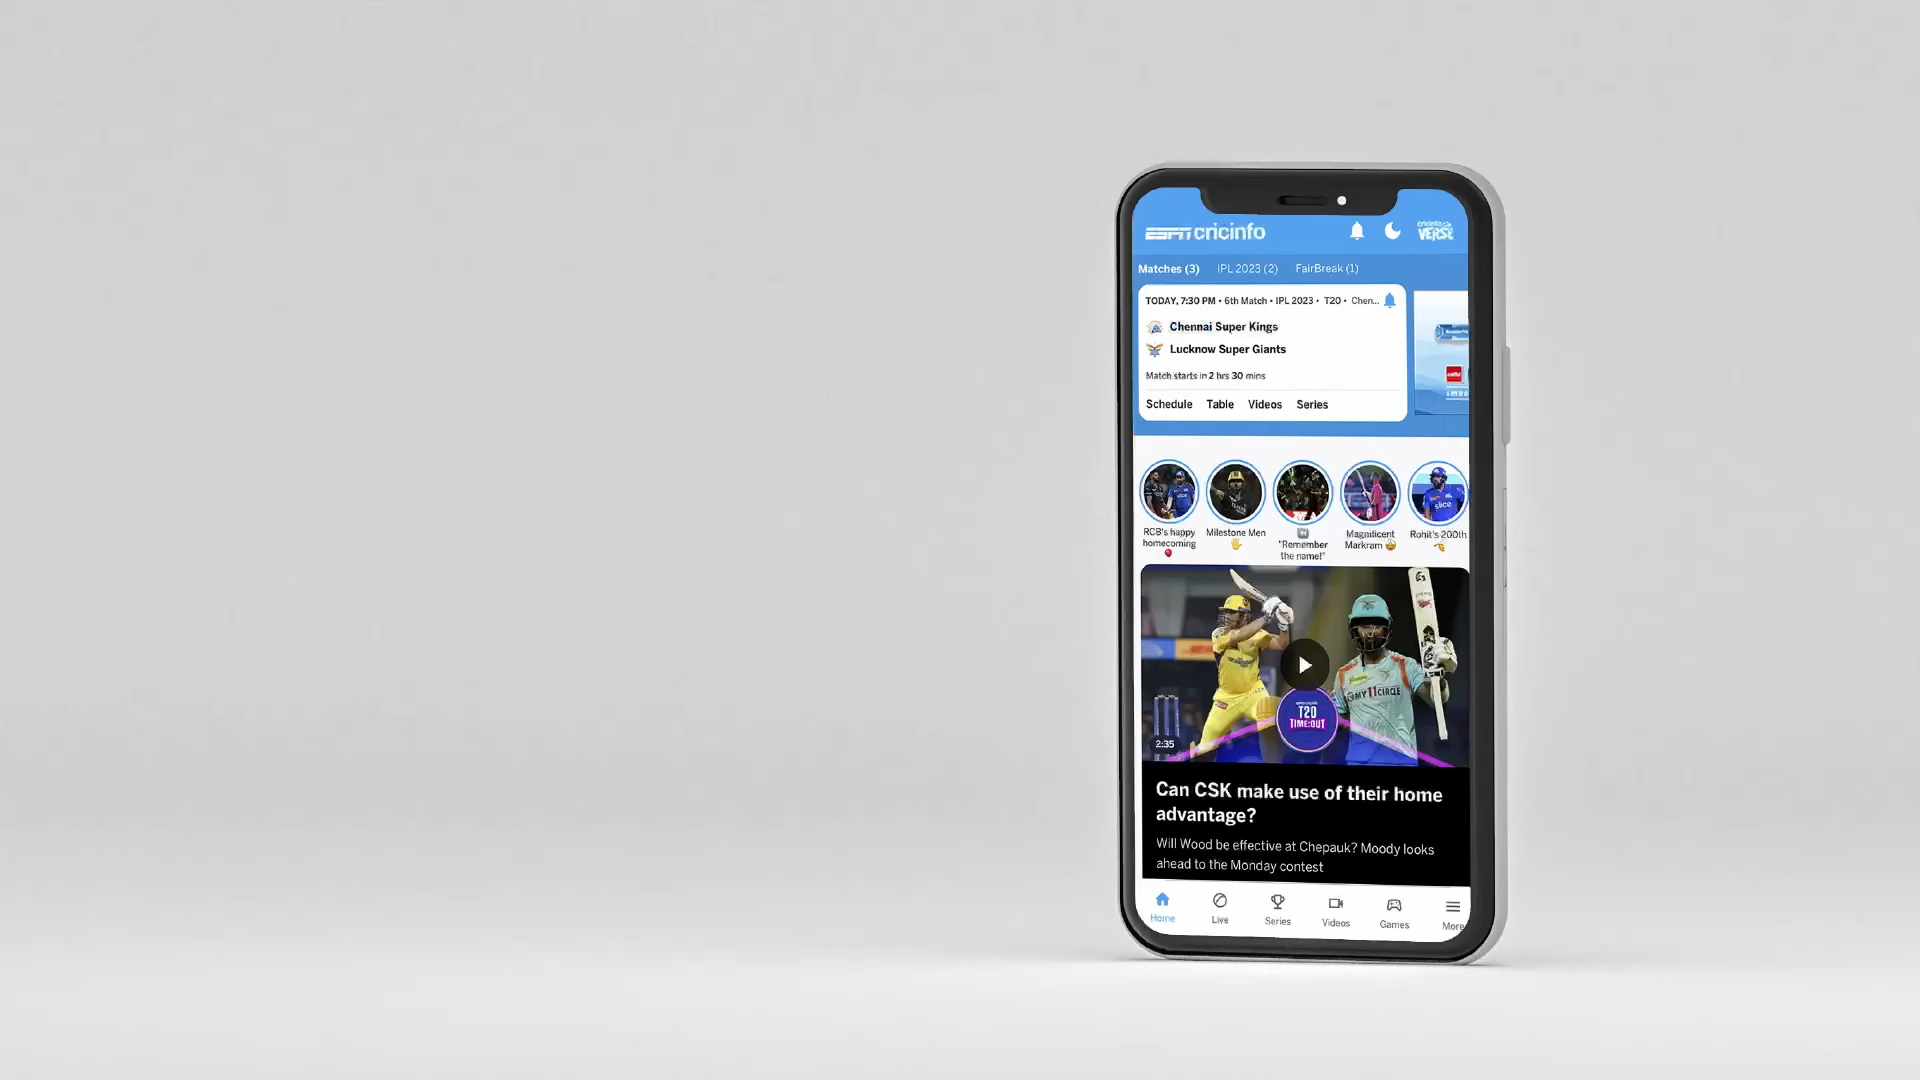 ESPN cricinfo
cricinfo
VERSE
Matches (3) IPL 2023 (2) FairBreak (1)
TODAY, 7:30 PM • 6th Match • IPL 2023 • T20 • Chen...
Chennai Super Kings
Lucknow Super Giants
Match starts in 2 hrs 30 mins
Schedule Table Videos Series
slice
slice
RCB's happy
homecoming
Milestone Men
"Remember
the name!"
Magnificent
Markram
Rohit's 200th
MY11CIRCLE
T20
TIME:OUT
2:35
Can CSK make use of their home
advantage?
Will Wood be effective at Chepauk? Moody looks
ahead to the Monday contest
Home Live Series Videos Games More